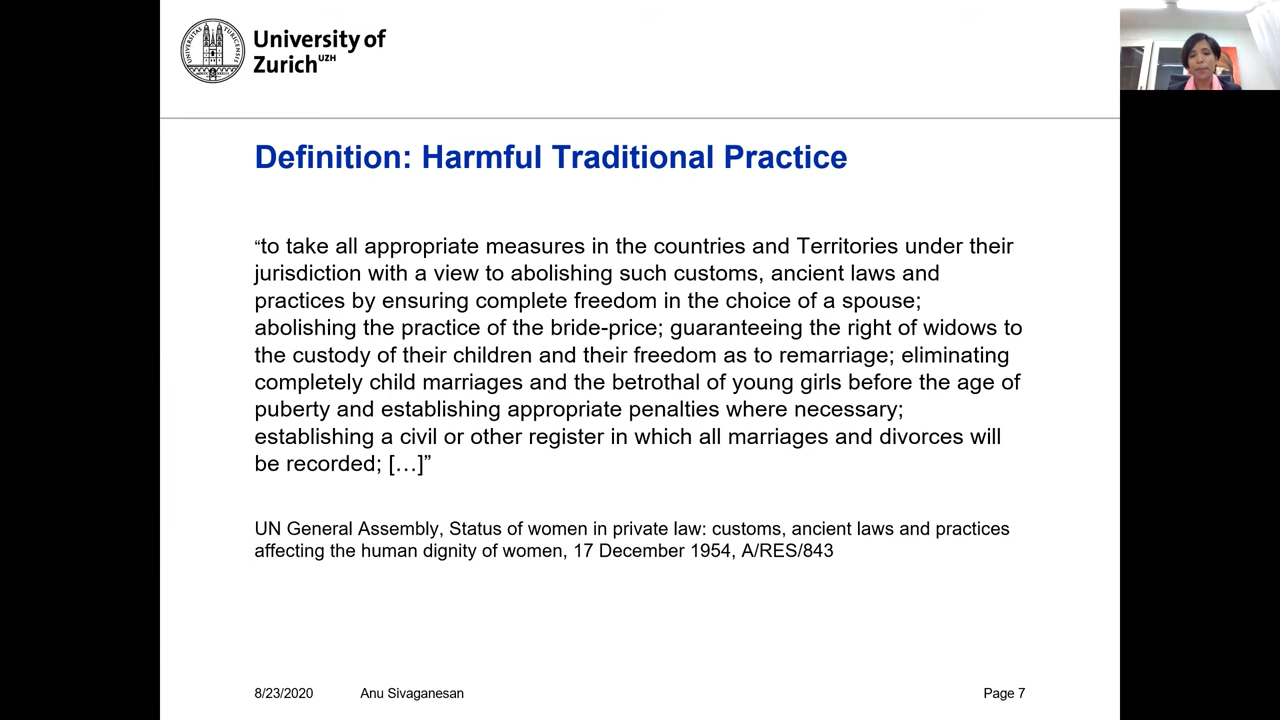 University of
Zurich UZH
Definition: Harmful Traditional Practice
“to take all appropriate measures in the countries and Territories under their
jurisdiction with a view to abolishing such customs, ancient laws and
practices by ensuring complete freedom in the choice of a spouse;
abolishing the practice of the bride-price; guaranteeing the right of widows to
the custody of their children and their freedom as to remarriage; eliminating
completely child marriages and the betrothal of young girls before the age of
puberty and establishing appropriate penalties where necessary;
establishing a civil or other register in which all marriages and divorces will
be recorded; […]”
UN General Assembly, Status of women in private law: customs, ancient laws and practices
affecting the human dignity of women, 17 December 1954, A/RES/843
8/23/2020 Anu Sivaganesan Page 7